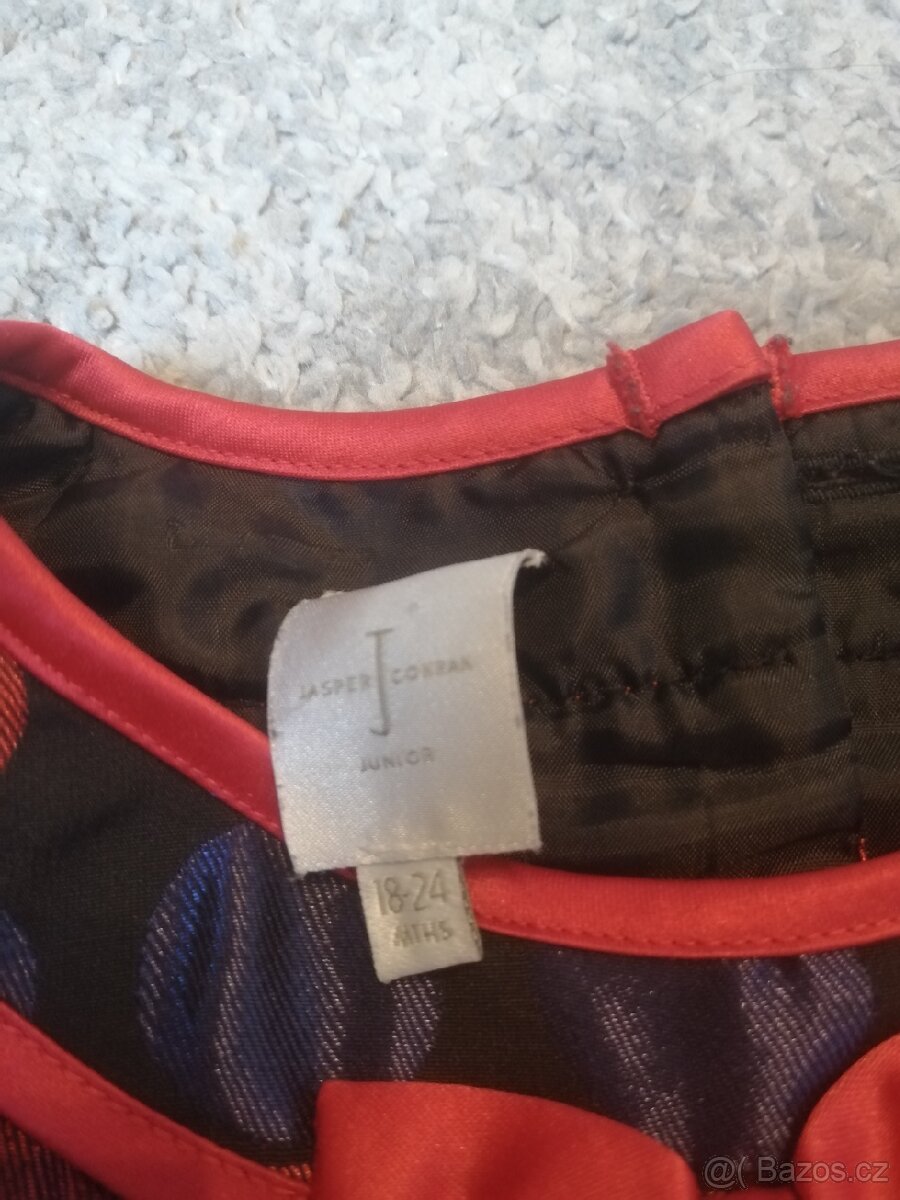 J
JASPER CONRAN
JUNIOR
18-24
MTHS
@( Bazos.cz